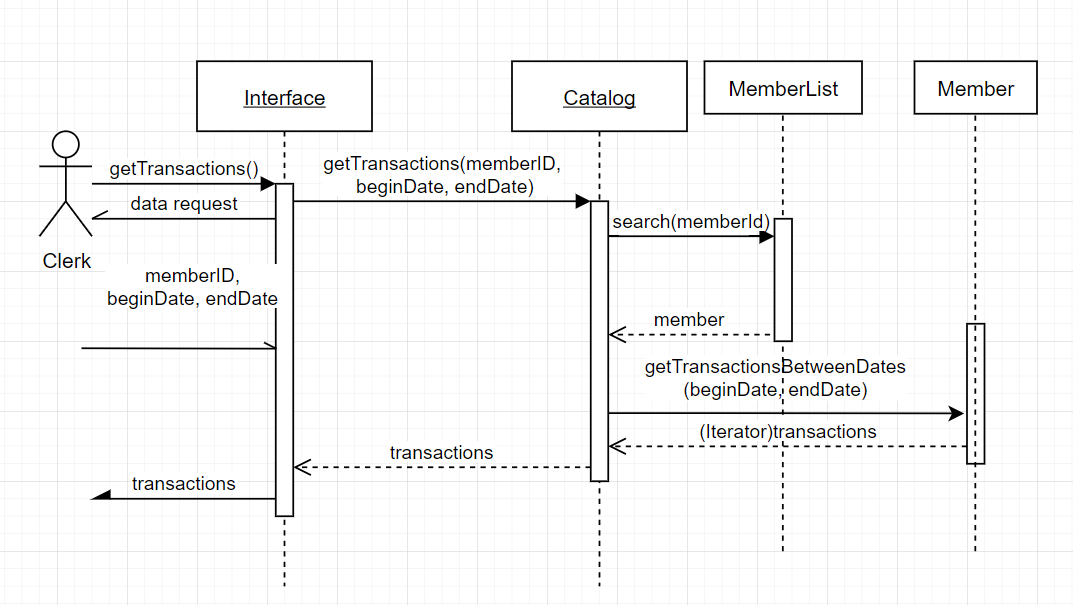 Interface
Catalog
MemberList
Member
getTransactions()
getTransactions(memberID,
beginDate, endDate)
data request
search(memberId)
Clerk
memberID,
beginDate, endDate
member
getTransactionsBetweenDates
(beginDate, endDate)
(Iterator)transactions
transactions
transactions